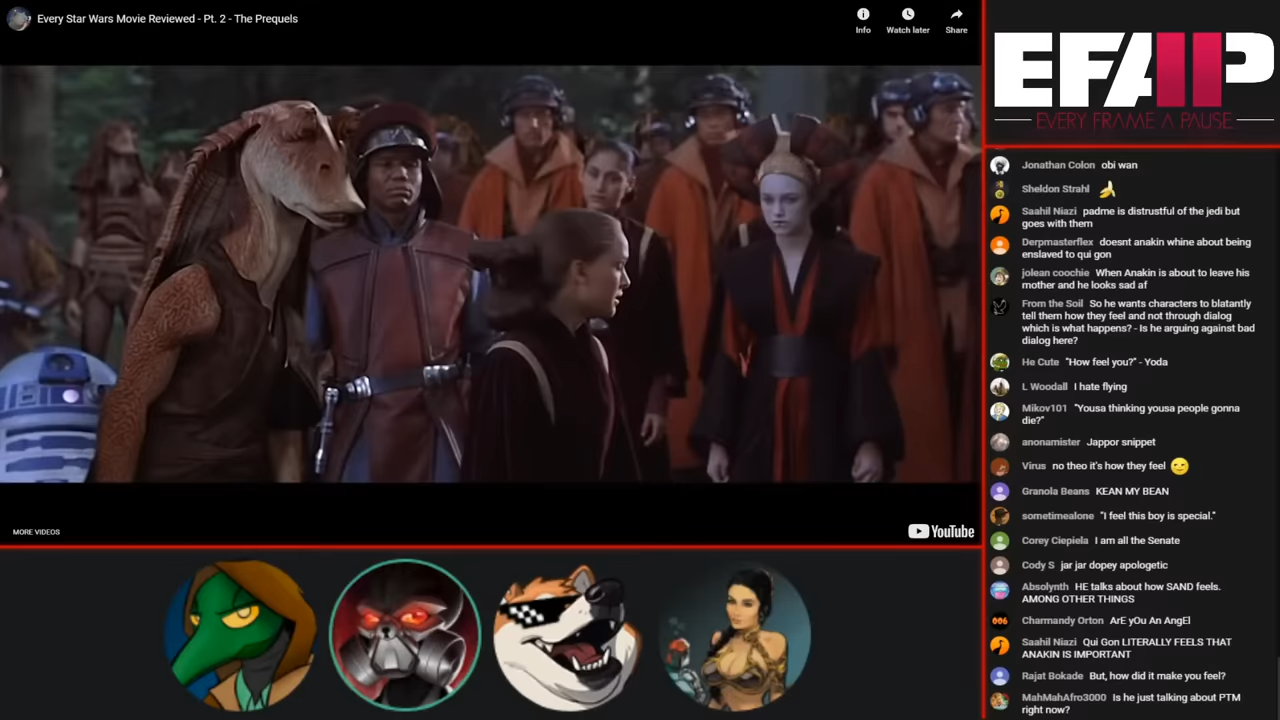 Every Star Wars Movie Reviewed - Pt. 2 - The Prequels
Info
Watch later
Share
MORE VIDEOS
YouTube
EFAP
EVERY FRAME A PAUSE
Jonathan Colon obi wan
Sheldon Strahl 🍌
Saahil Niazi padme is distrustful of the jedi but
goes with them
Derpmasterflex doesnt anakin whine about being
enslaved to qui gon
jolean coochie When Anakin is about to leave his
mother and he looks sad af
From the Soil So he wants characters to blatantly
tell them how they feel and not through dialog
which is what happens? - Is he arguing against bad
dialog here?
He Cute "How feel you?" - Yoda
L Woodall I hate flying
Mikov101 "Yousa thinking yousa people gonna
die?"
anonamister Jappor snippet
Virus no theo it's how they feel 😏
Granola Beans KEAN MY BEAN
sometimealone "I feel this boy is special."
Corey Ciepiela I am all the Senate
Cody S jar jar dopey apologetic
Absolynth HE talks about how SAND feels.
AMONG OTHER THINGS
Charmandy Orton ArE yOu An AngEl
Saahil Niazi Qui Gon LITERALLY FEELS THAT
ANAKIN IS IMPORTANT
Rajat Bokade But, how did it make you feel?
MahMahAfro3000 Is he just talking about PTM
right now?